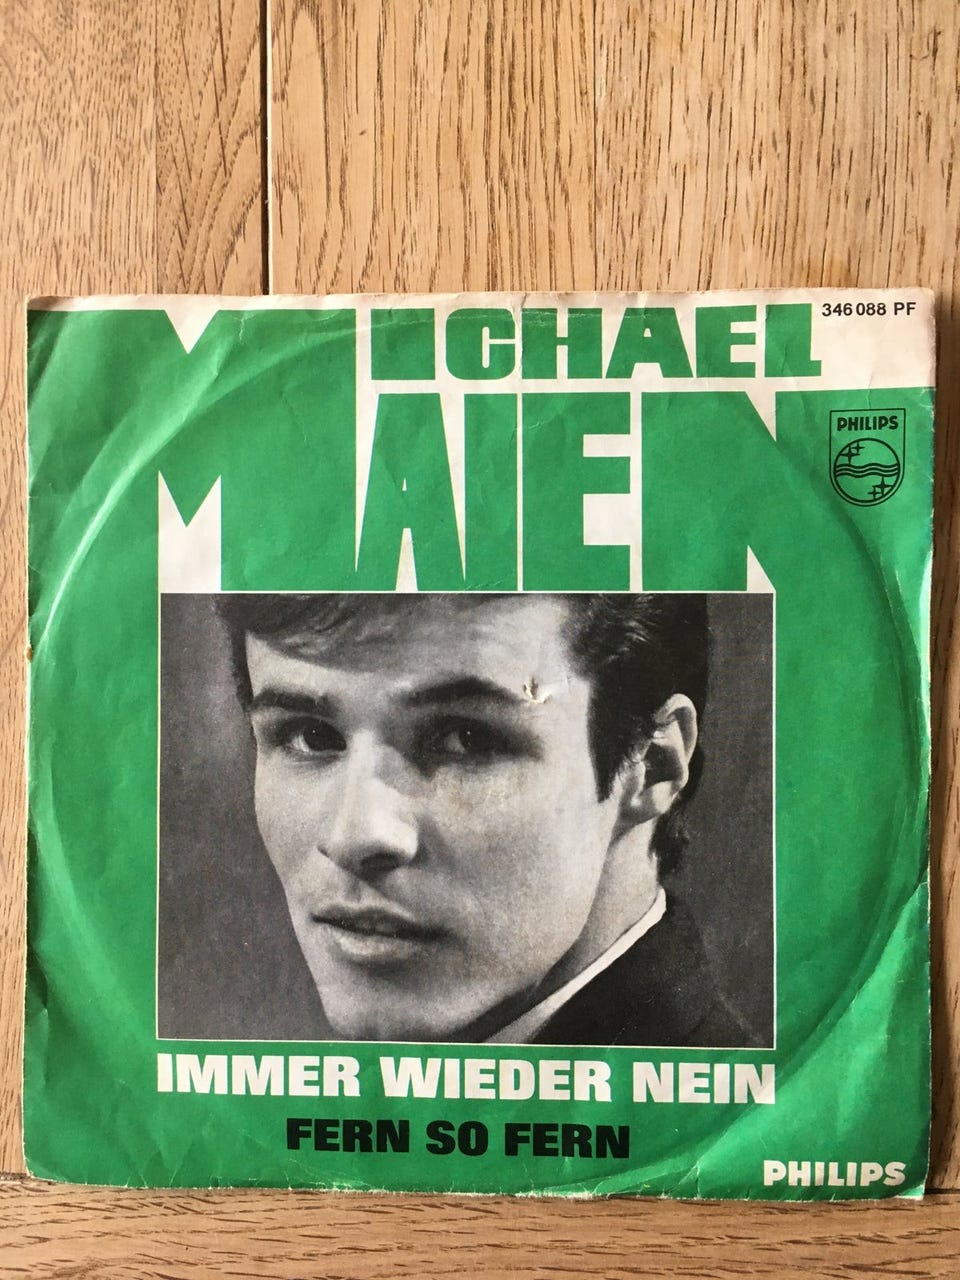 MICHAEL
346 088 PF
MAIEN
PHILIPS
IMMER WIEDER NEIN
FERN SO FERN
PHILIPS